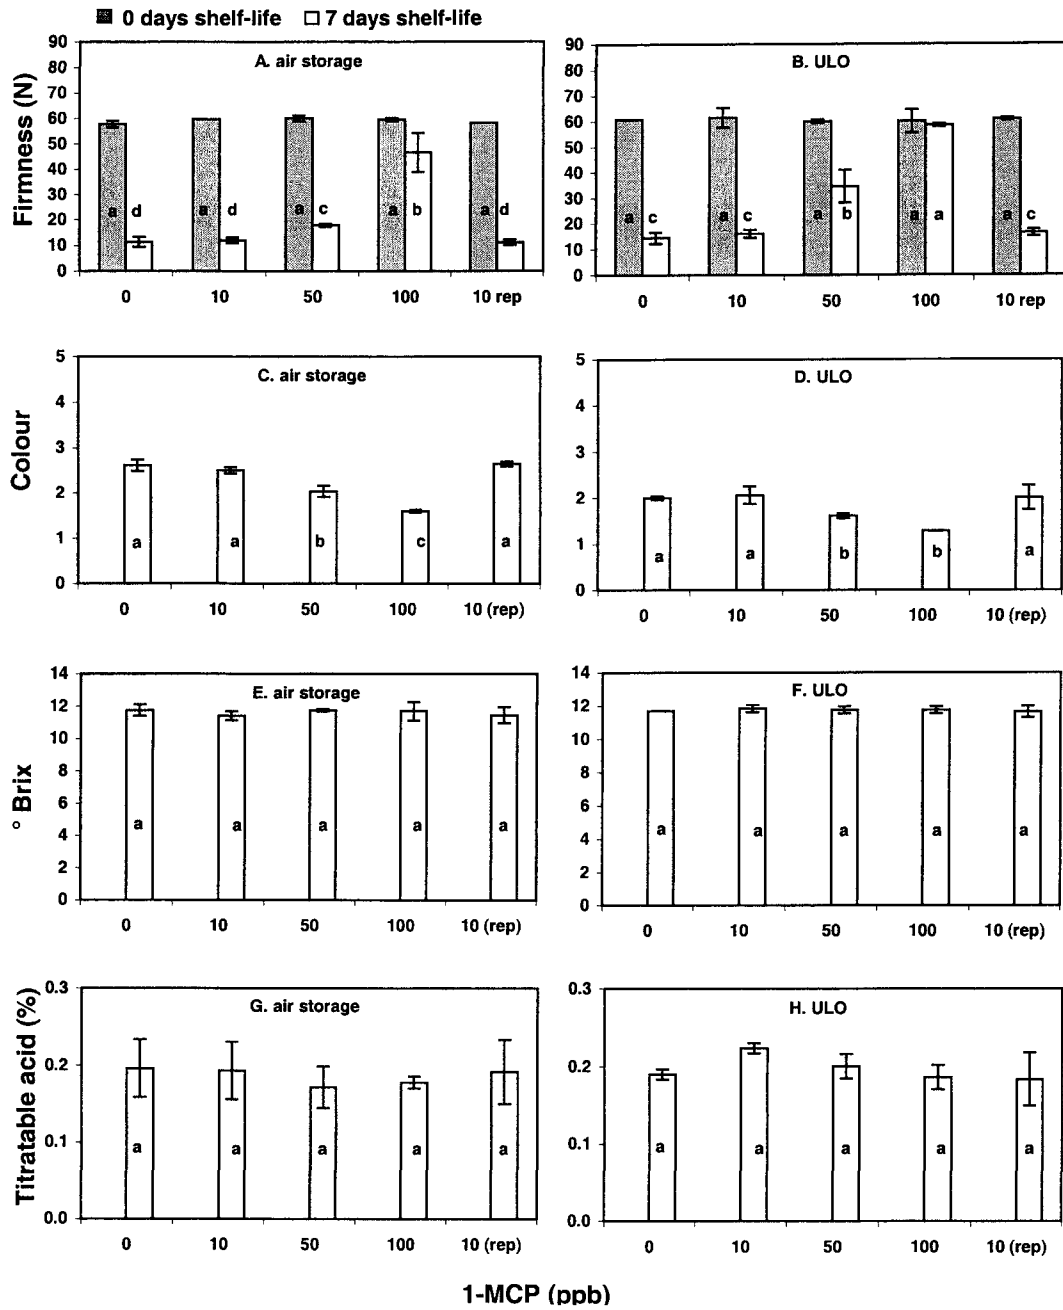 0 days shelf-life 7 days shelf-life
Firmness (N)
A. air storage
90
80
70
60
50
40
30
20
10
0
a d a d a c a b a d
0 10 50 100 10 rep
B. ULO
90
80
70
60
50
40
30
20
10
0
a c a c a b a a a c
0 10 50 100 10 rep
Colour
C. air storage
5
4
3
2
1
0
a a b c a
0 10 50 100 10 (rep)
D. ULO
5
4
3
2
1
0
a a b b a
0 10 50 100 10 (rep)
° Brix
E. air storage
14
12
10
8
6
4
2
0
a a a a a
0 10 50 100 10 (rep)
F. ULO
14
12
10
8
6
4
2
0
a a a a a
0 10 50 100 10 (rep)
Titratable acid (%)
G. air storage
0.3
0.2
0.1
0.0
a a a a a
0 10 50 100 10 (rep)
H. ULO
0.3
0.2
0.1
0.0
a a a a a
0 10 50 100 10 (rep)
1-MCP (ppb)